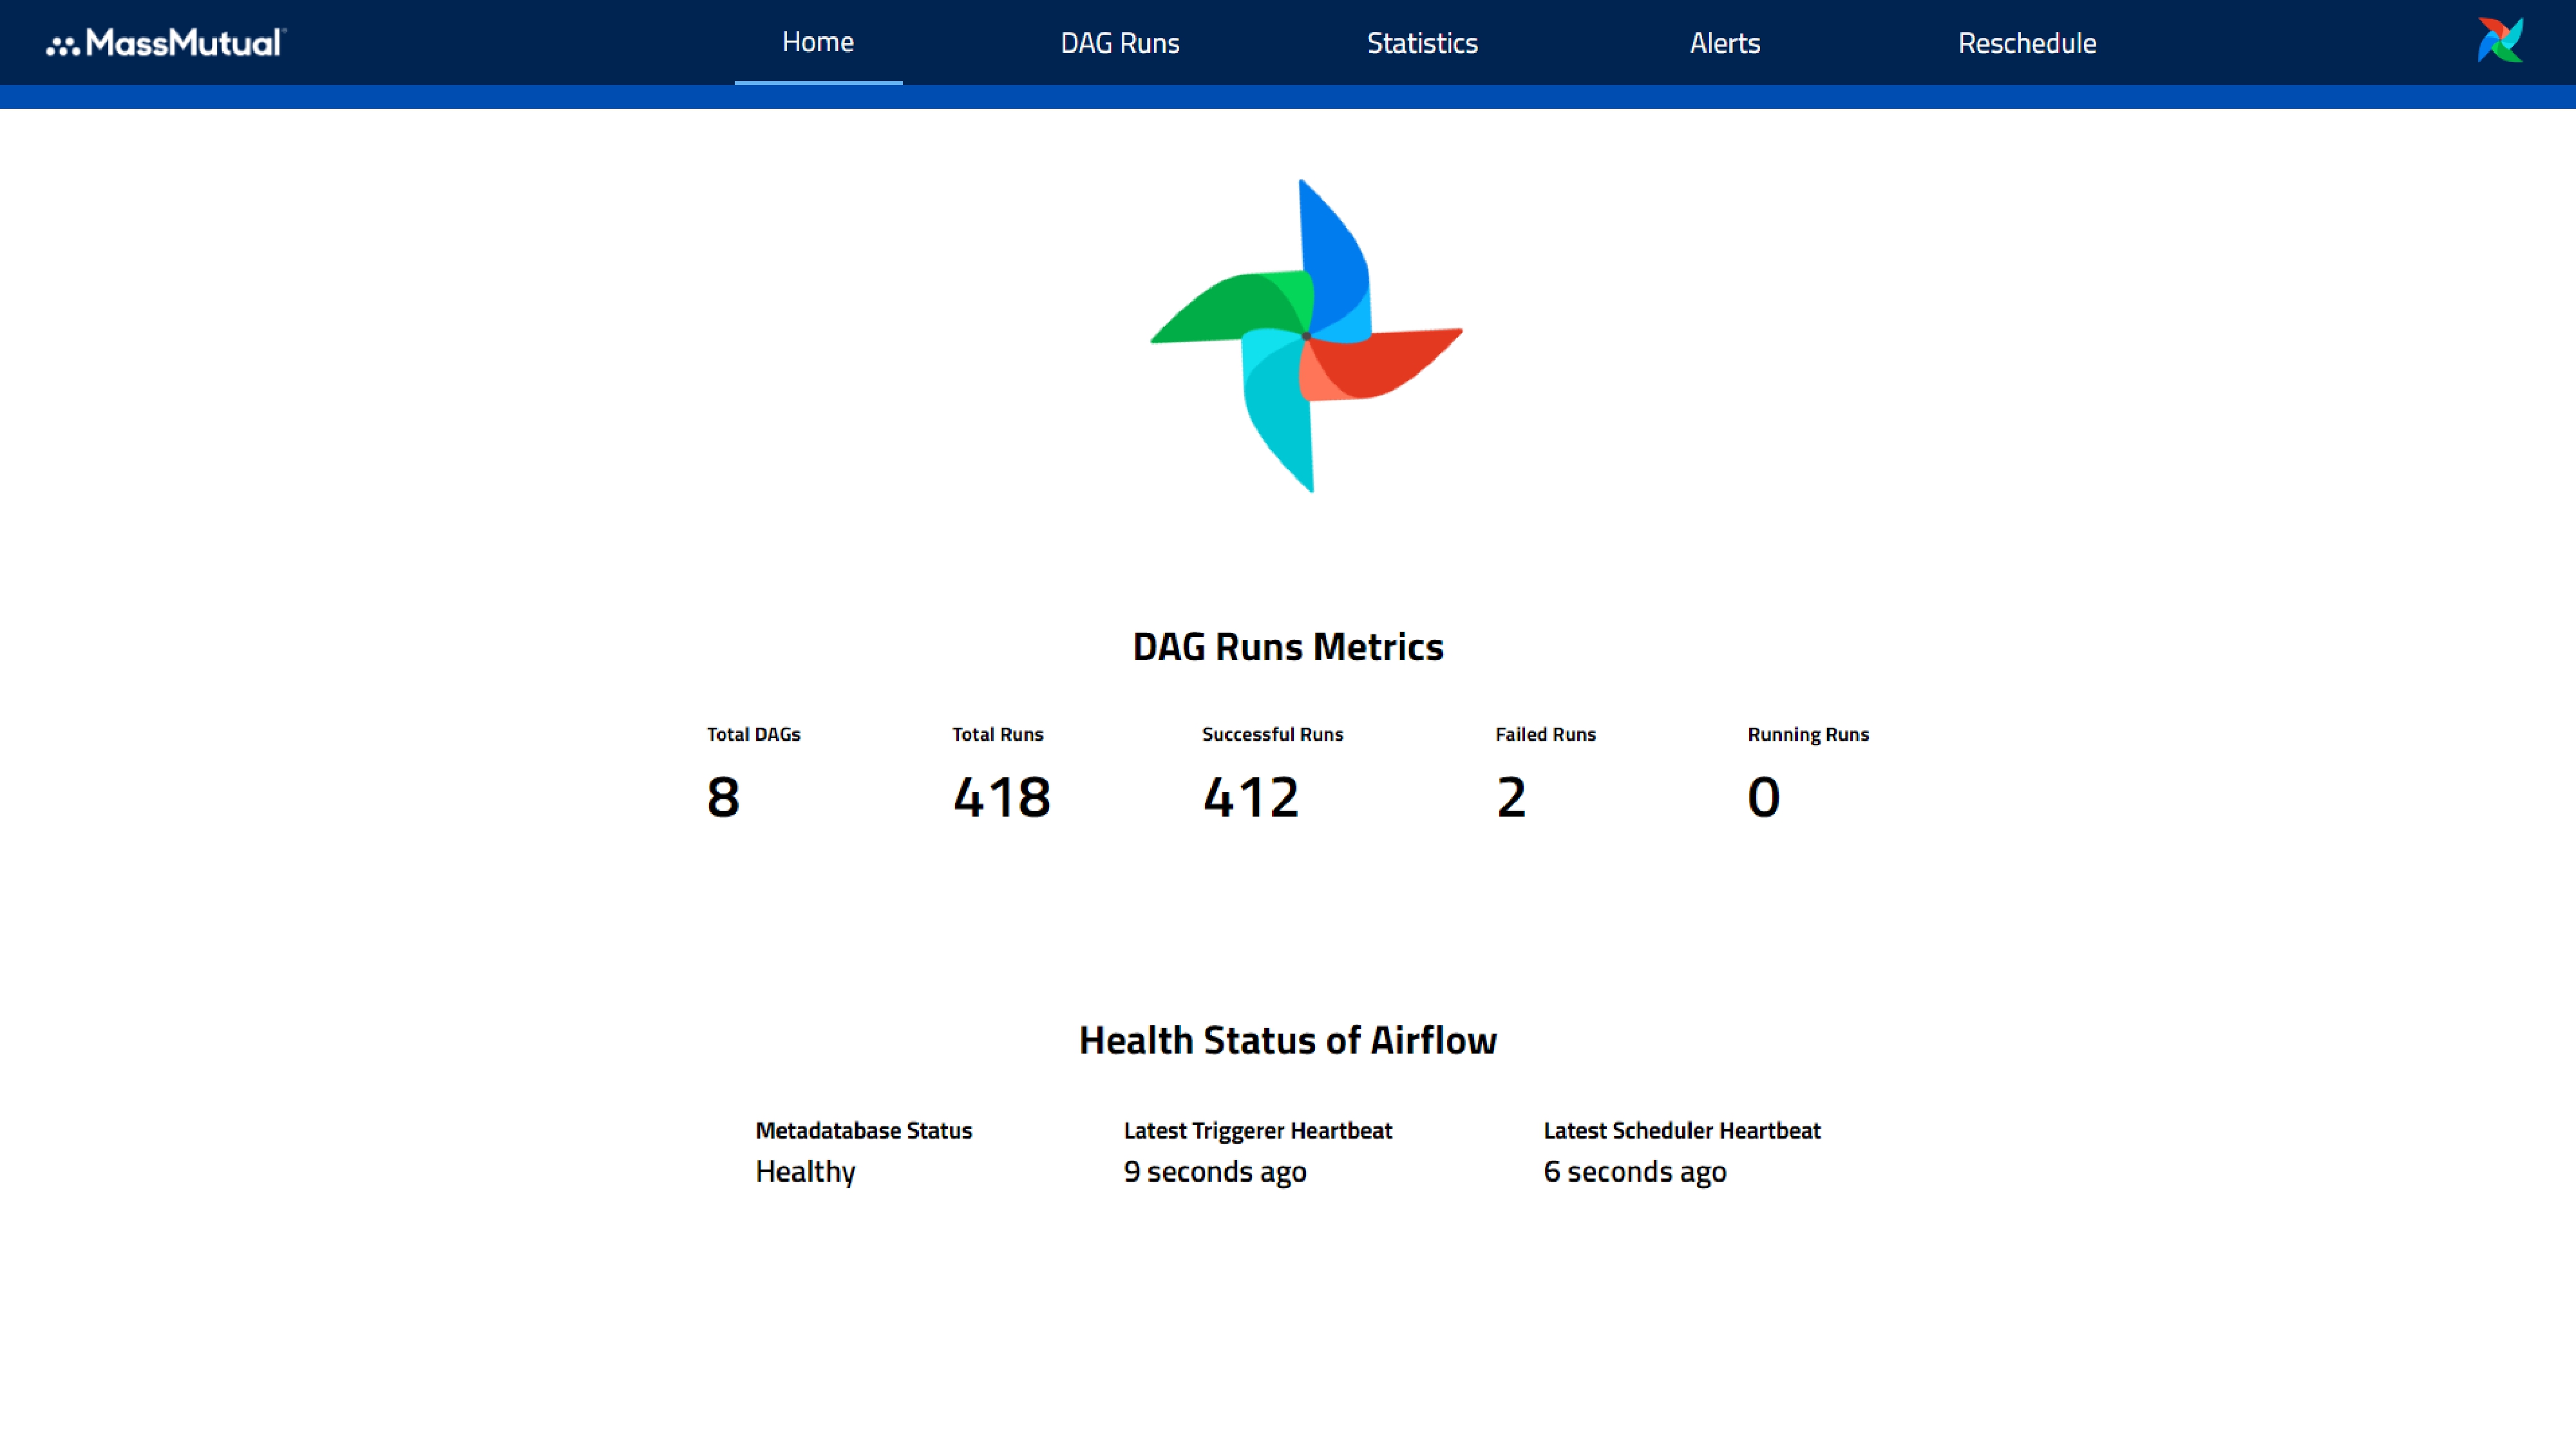 MassMutual
Home DAG Runs Statistics Alerts Reschedule
DAG Runs Metrics
Total DAGs Total Runs Successful Runs Failed Runs Running Runs
8 418 412 2 0
Health Status of Airflow
Metadatabase Status Latest Triggerer Heartbeat Latest Scheduler Heartbeat
Healthy 9 seconds ago 6 seconds ago